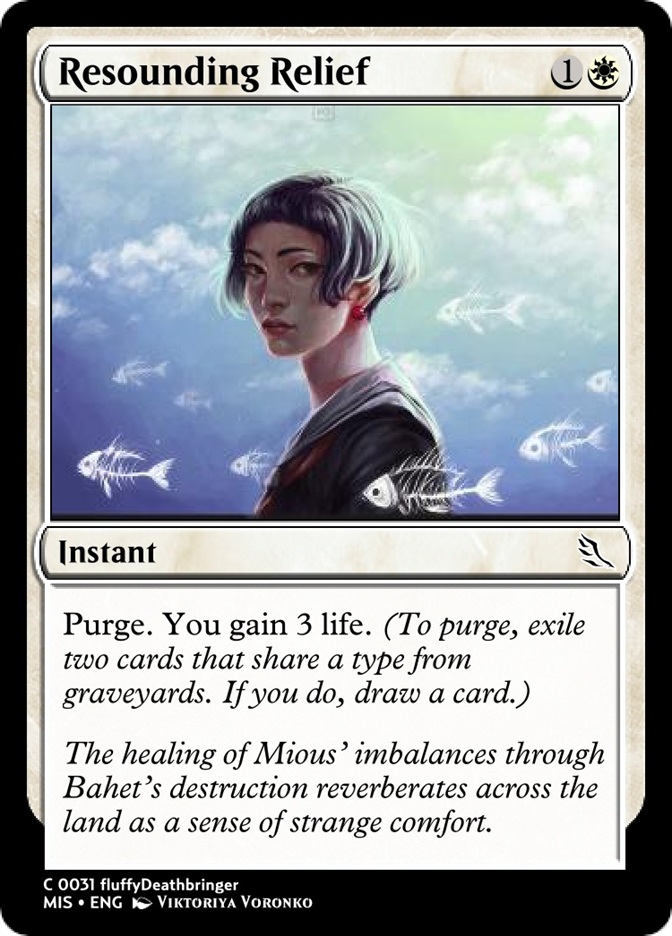 Resounding Relief 1
Instant
Purge. You gain 3 life. (To purge, exile
two cards that share a type from
graveyards. If you do, draw a card.)
The healing of Mious' imbalances through
Bahet's destruction reverberates across the
land as a sense of strange comfort.
C 0031 fluffyDeathbringer
MIS • ENG Viktoriya Voronko